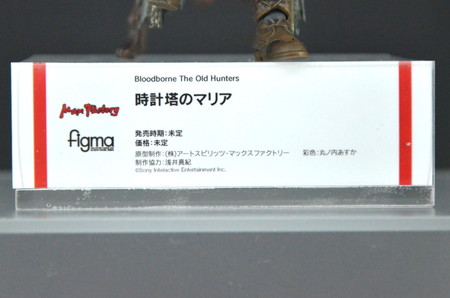 Bloodborne The Old Hunters
時計塔のマリア
Max Factory
figma
発売時期：未定
価格：未定
原型制作：(株)アートスピリッツ・マックスファクトリー　彩色：丸ノ内あすか
制作協力：浅井真紀
©Sony Interactive Entertainment Inc.